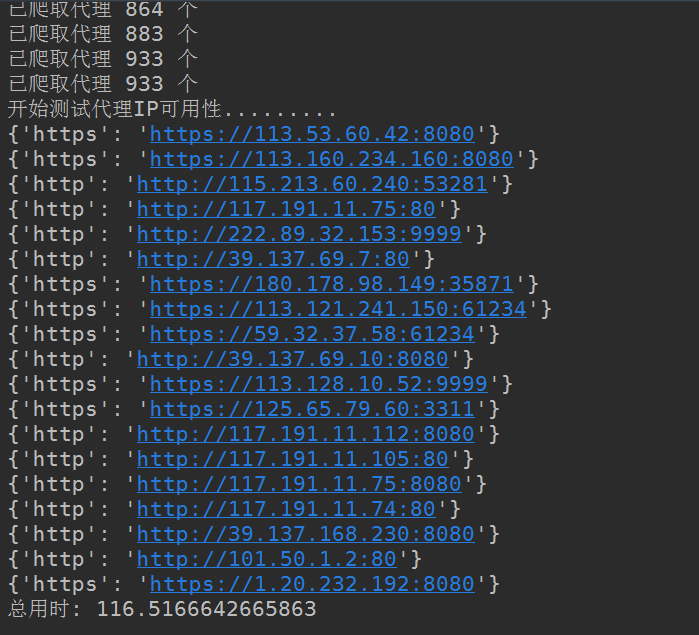 已爬取代理 864 个
已爬取代理 883 个
已爬取代理 933 个
已爬取代理 933 个
开始测试代理IP可用性.........
{'https': 'https://113.53.60.42:8080'}
{'https': 'https://113.160.234.160:8080'}
{'http': 'http://115.213.60.240:53281'}
{'http': 'http://117.191.11.75:80'}
{'http': 'http://222.89.32.153:9999'}
{'http': 'http://39.137.69.7:80'}
{'https': 'https://180.178.98.149:35871'}
{'https': 'https://113.121.241.150:61234'}
{'https': 'https://59.32.37.58:61234'}
{'http': 'http://39.137.69.10:8080'}
{'https': 'https://113.128.10.52:9999'}
{'https': 'https://125.65.79.60:3311'}
{'http': 'http://117.191.11.112:8080'}
{'http': 'http://117.191.11.105:80'}
{'http': 'http://117.191.11.75:8080'}
{'http': 'http://117.191.11.74:80'}
{'http': 'http://39.137.168.230:8080'}
{'http': 'http://101.50.1.2:80'}
{'https': 'https://1.20.232.192:8080'}
总用时: 116.5166642665863